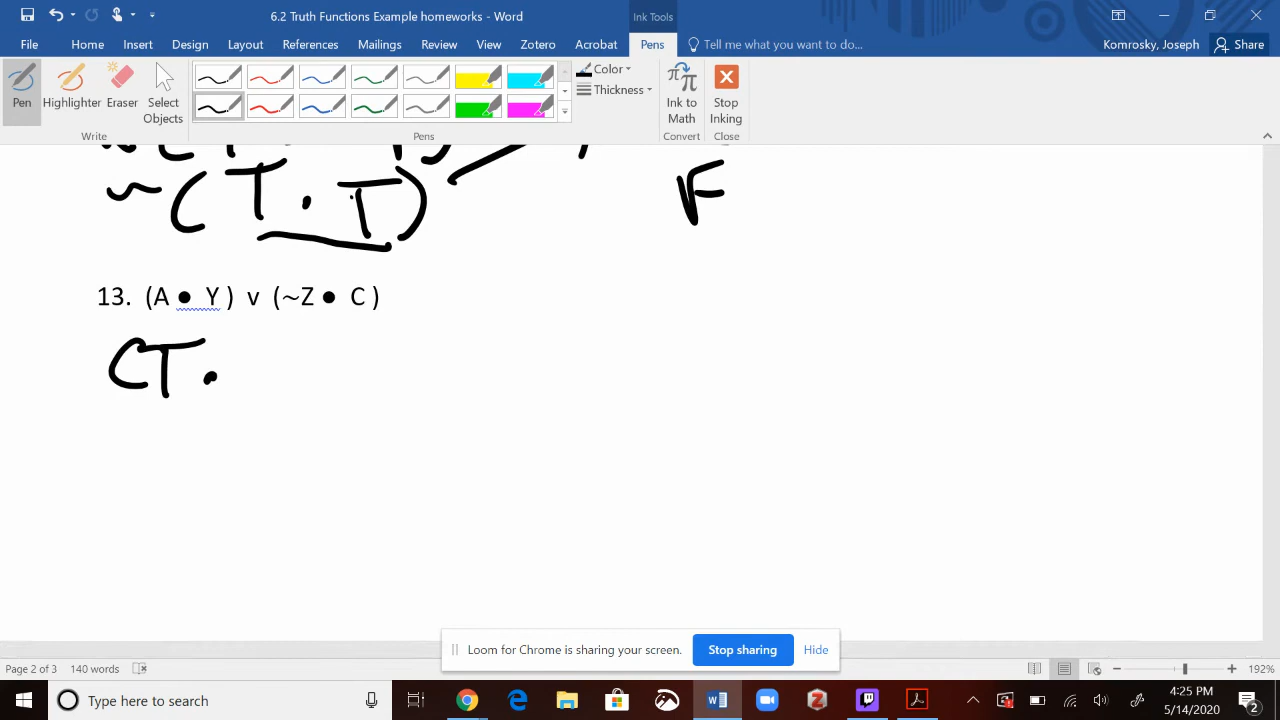 6.2 Truth Functions Example homeworks - Word
Ink Tools
File Home Insert Design Layout References Mailings Review View Zotero Acrobat Pens Tell me what you want to do... Komrosky, Joseph Share
Color
Thickness
Pen Highlighter Eraser Select Objects Ink to Math Stop Inking
Write Pens Convert Close
~(T • T) F
13. (A ● Y ) v (~Z ● C )
(T •
Loom for Chrome is sharing your screen. Stop sharing Hide
Page 2 of 3 140 words 192%
Type here to search
4:25 PM
5/14/2020
2